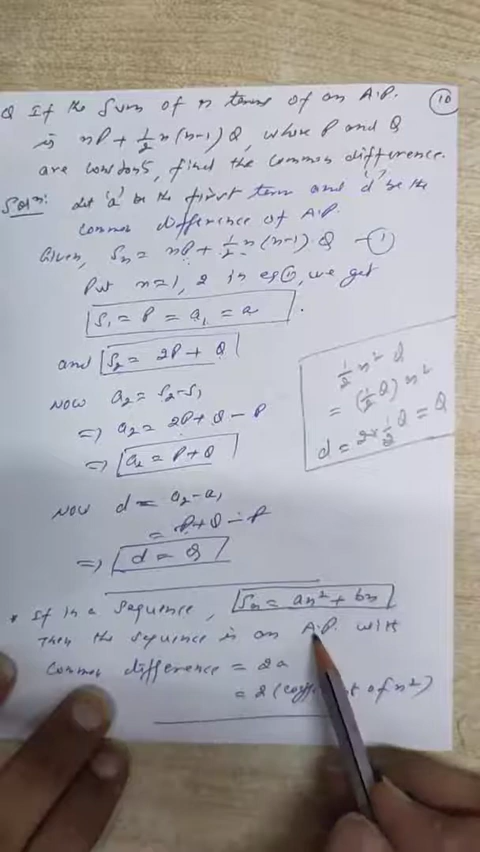 Q If the Sum of n terms of an A.P. (10)
is nP + 1/2 n(n-1) Q, where P and Q
are constants, find the common difference.
Solⁿ: Let 'a' be the first term and 'd' be the
common difference of A.P.
Given, Sn = nP + 1/2 n(n-1) Q -(1)
Put n=1, 2 in eq(1), we get
S1 = P = a1 = a
and S2 = 2P + Q
Now a2 = S2-S1
=> a2 = 2P + Q - P
=> a2 = P + Q
Now d = a2 - a1
= P+Q-P
=> d = Q
1/2 n² Q
= (1/2 Q) n²
d = 2 × 1/2 Q = Q
* If in a sequence, Sn = an² + bn
Then the sequence is an A.P. with
Common difference = 2a
= 2 (of n²)